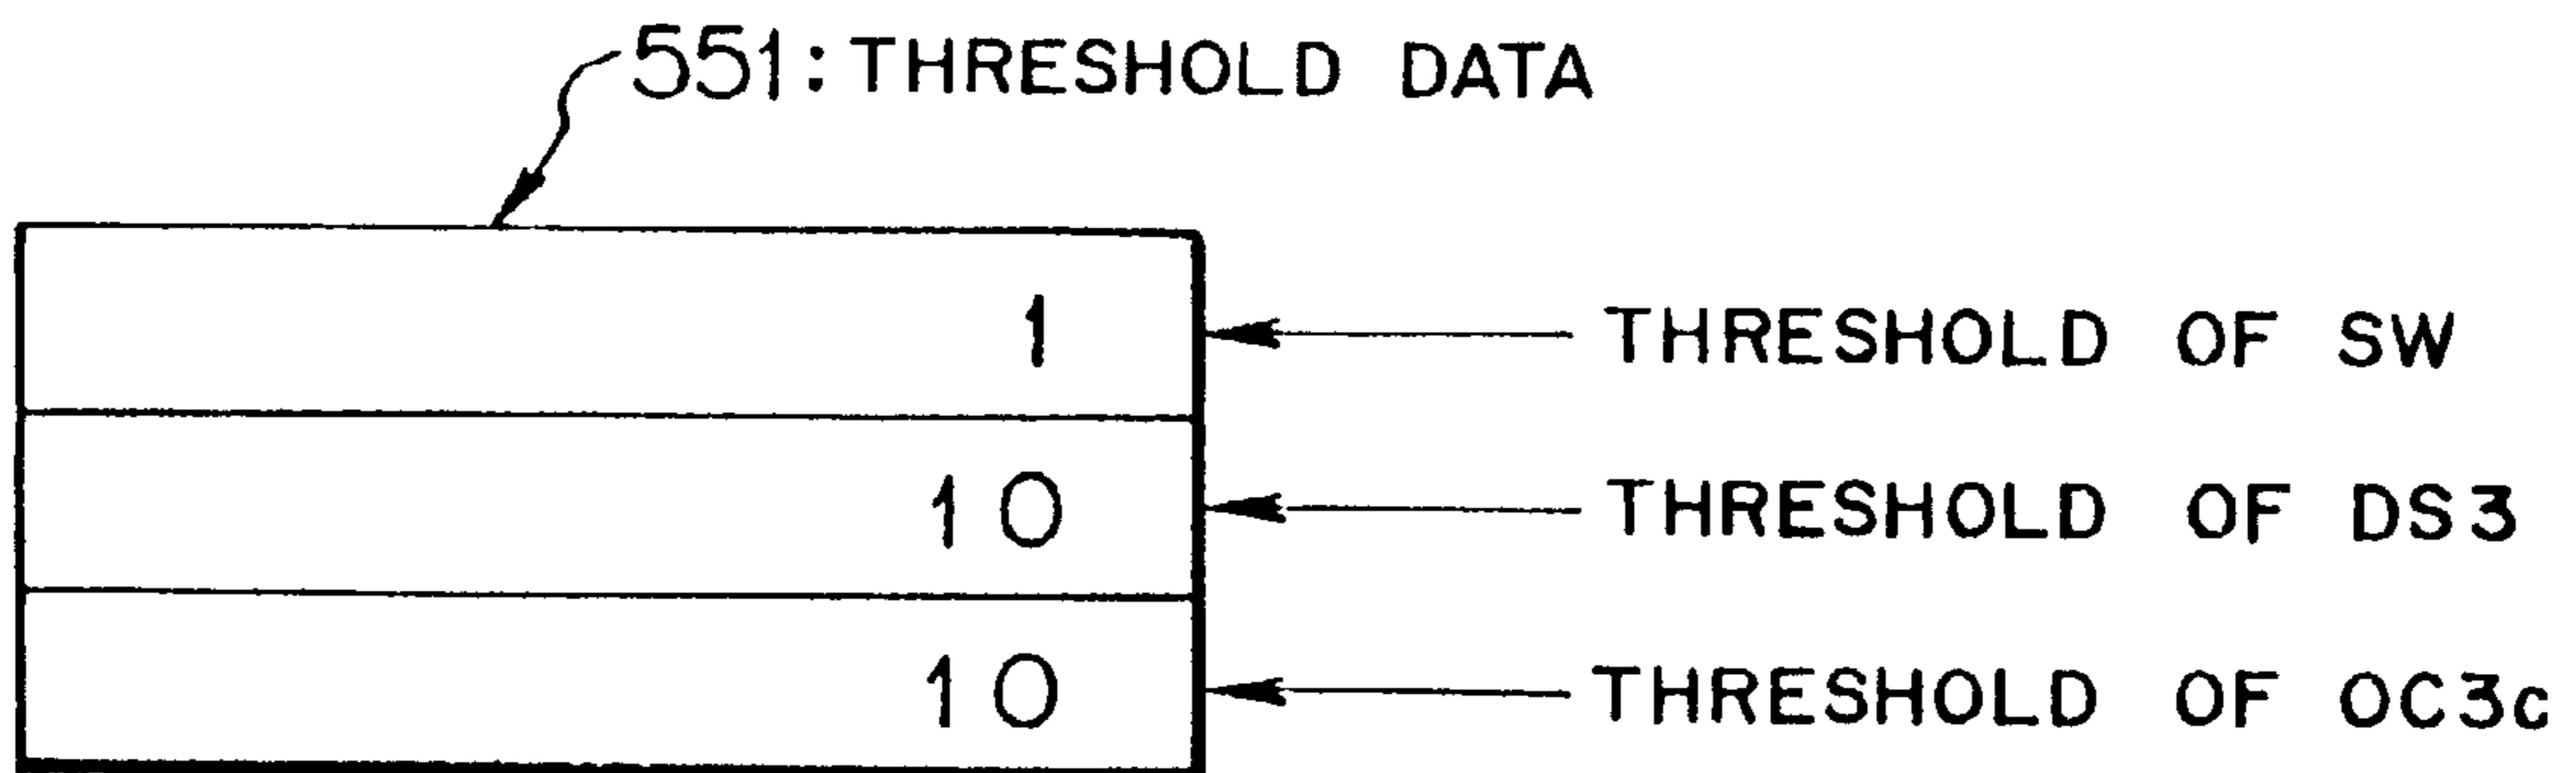 551: THRESHOLD DATA
1 THRESHOLD OF SW
10 THRESHOLD OF DS3
10 THRESHOLD OF OC3c